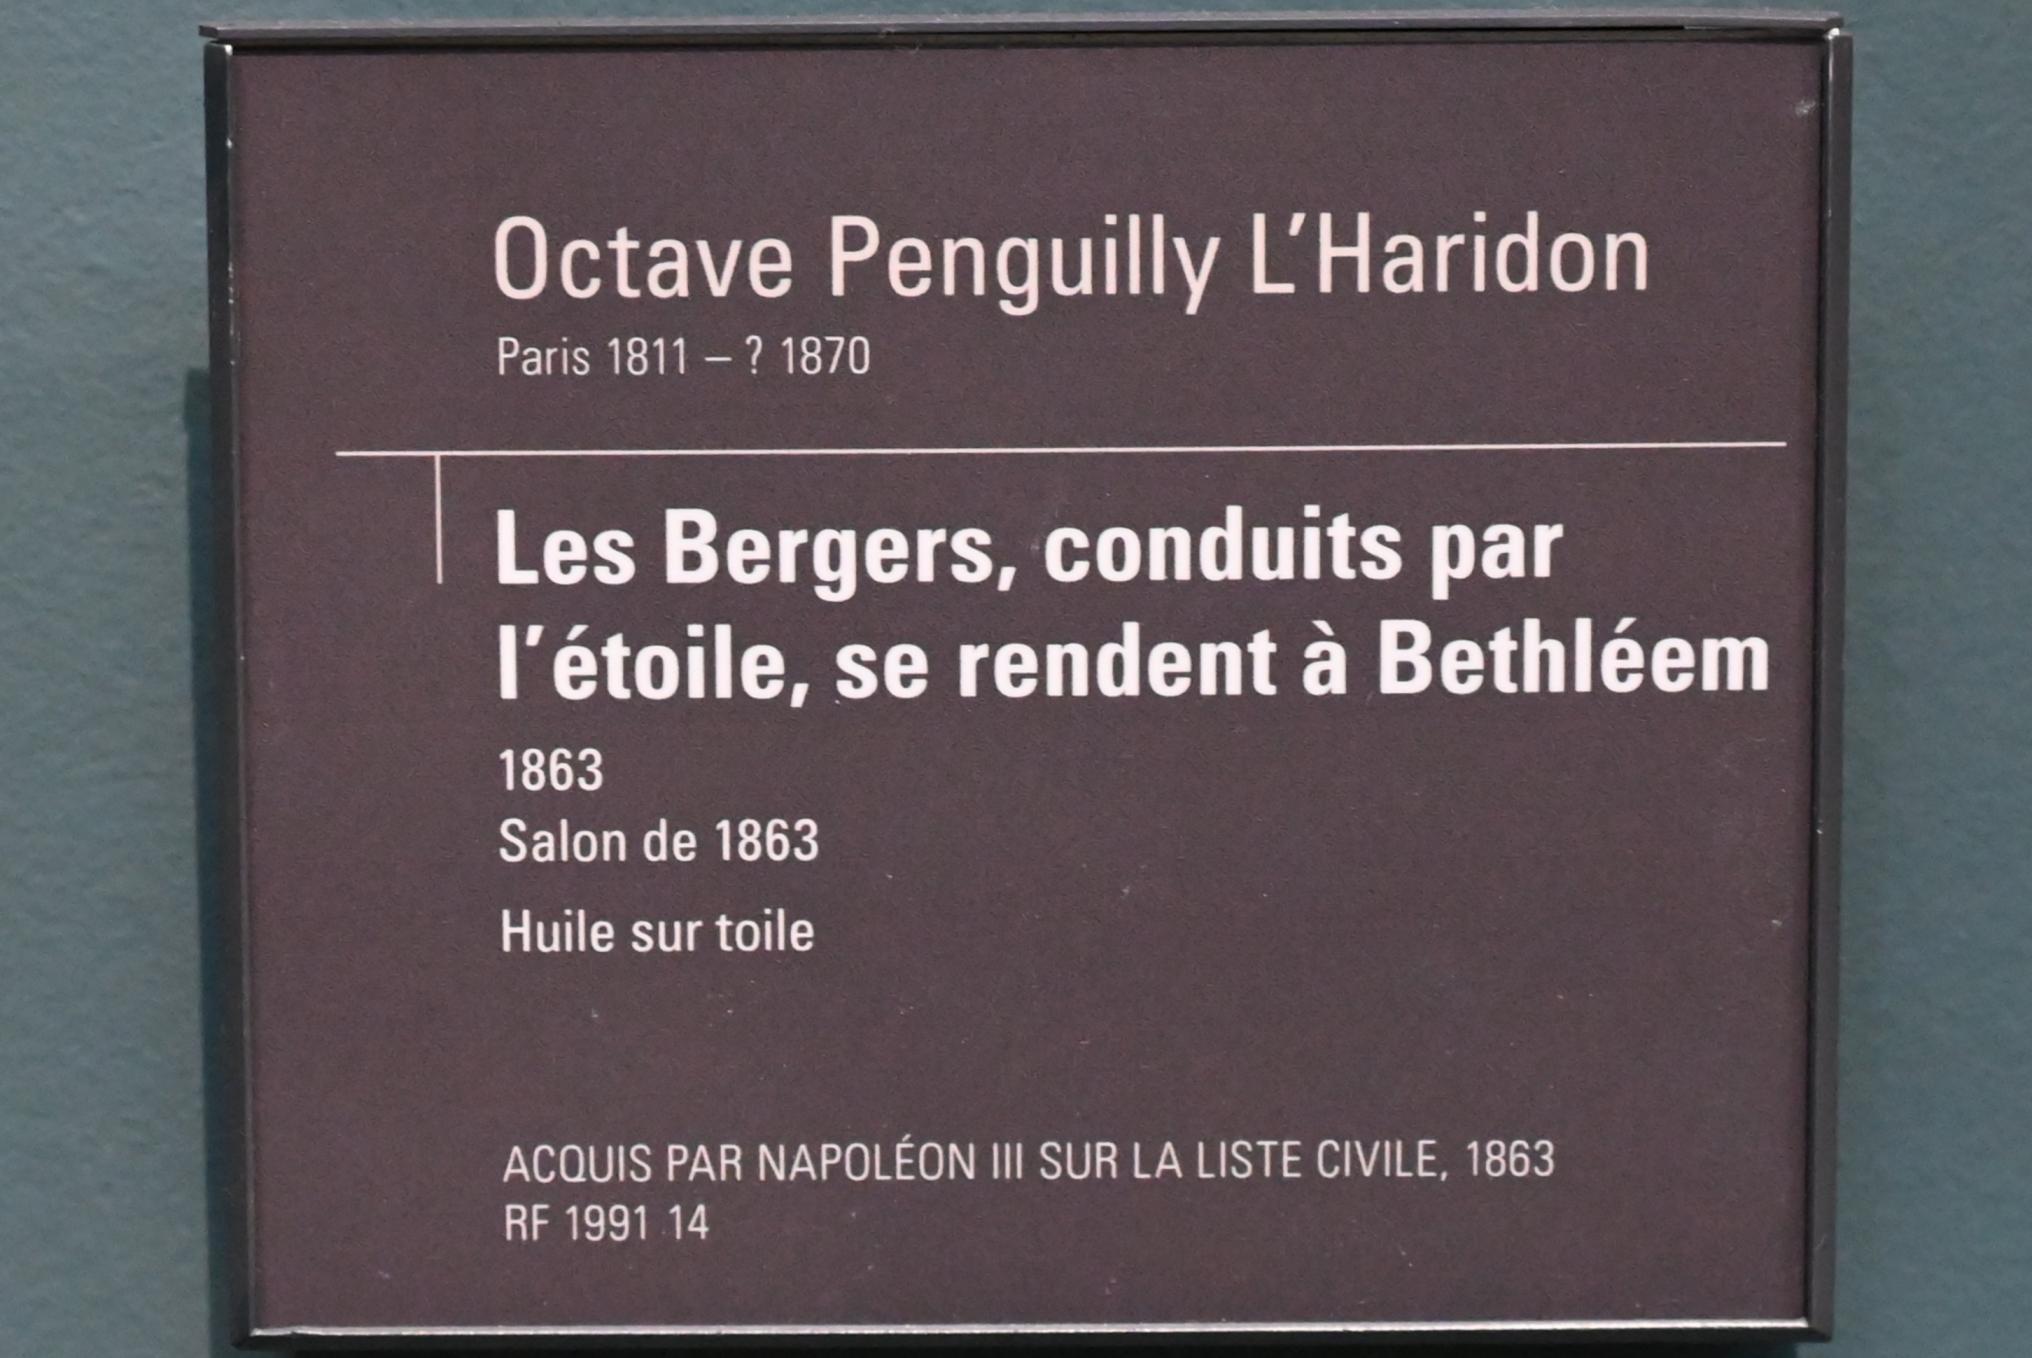 Octave Penguilly L'Haridon
Paris 1811 – ? 1870
Les Bergers, conduits par
l'étoile, se rendent à Bethléem
1863
Salon de 1863
Huile sur toile
ACQUIS PAR NAPOLÉON III SUR LA LISTE CIVILE, 1863
RF 1991 14